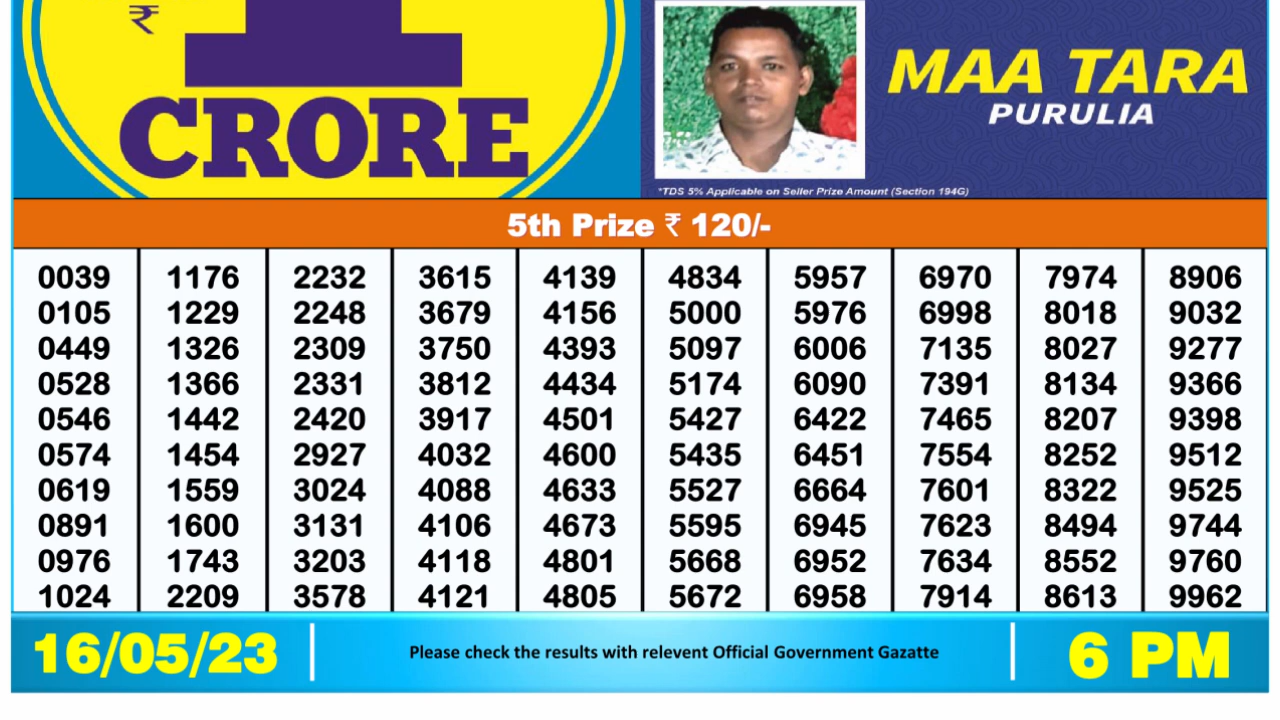 ₹
CRORE
MAA TARA
PURULIA
*TDS 5% Applicable on Seller Prize Amount (Section 194G)
5th Prize ₹ 120/-
0039 1176 2232 3615 4139 4834 5957 6970 7974 8906
0105 1229 2248 3679 4156 5000 5976 6998 8018 9032
0449 1326 2309 3750 4393 5097 6006 7135 8027 9277
0528 1366 2331 3812 4434 5174 6090 7391 8134 9366
0546 1442 2420 3917 4501 5427 6422 7465 8207 9398
0574 1454 2927 4032 4600 5435 6451 7554 8252 9512
0619 1559 3024 4088 4633 5527 6664 7601 8322 9525
0891 1600 3131 4106 4673 5595 6945 7623 8494 9744
0976 1743 3203 4118 4801 5668 6952 7634 8552 9760
1024 2209 3578 4121 4805 5672 6958 7914 8613 9962
16/05/23 Please check the results with relevent Official Government Gazatte 6 PM